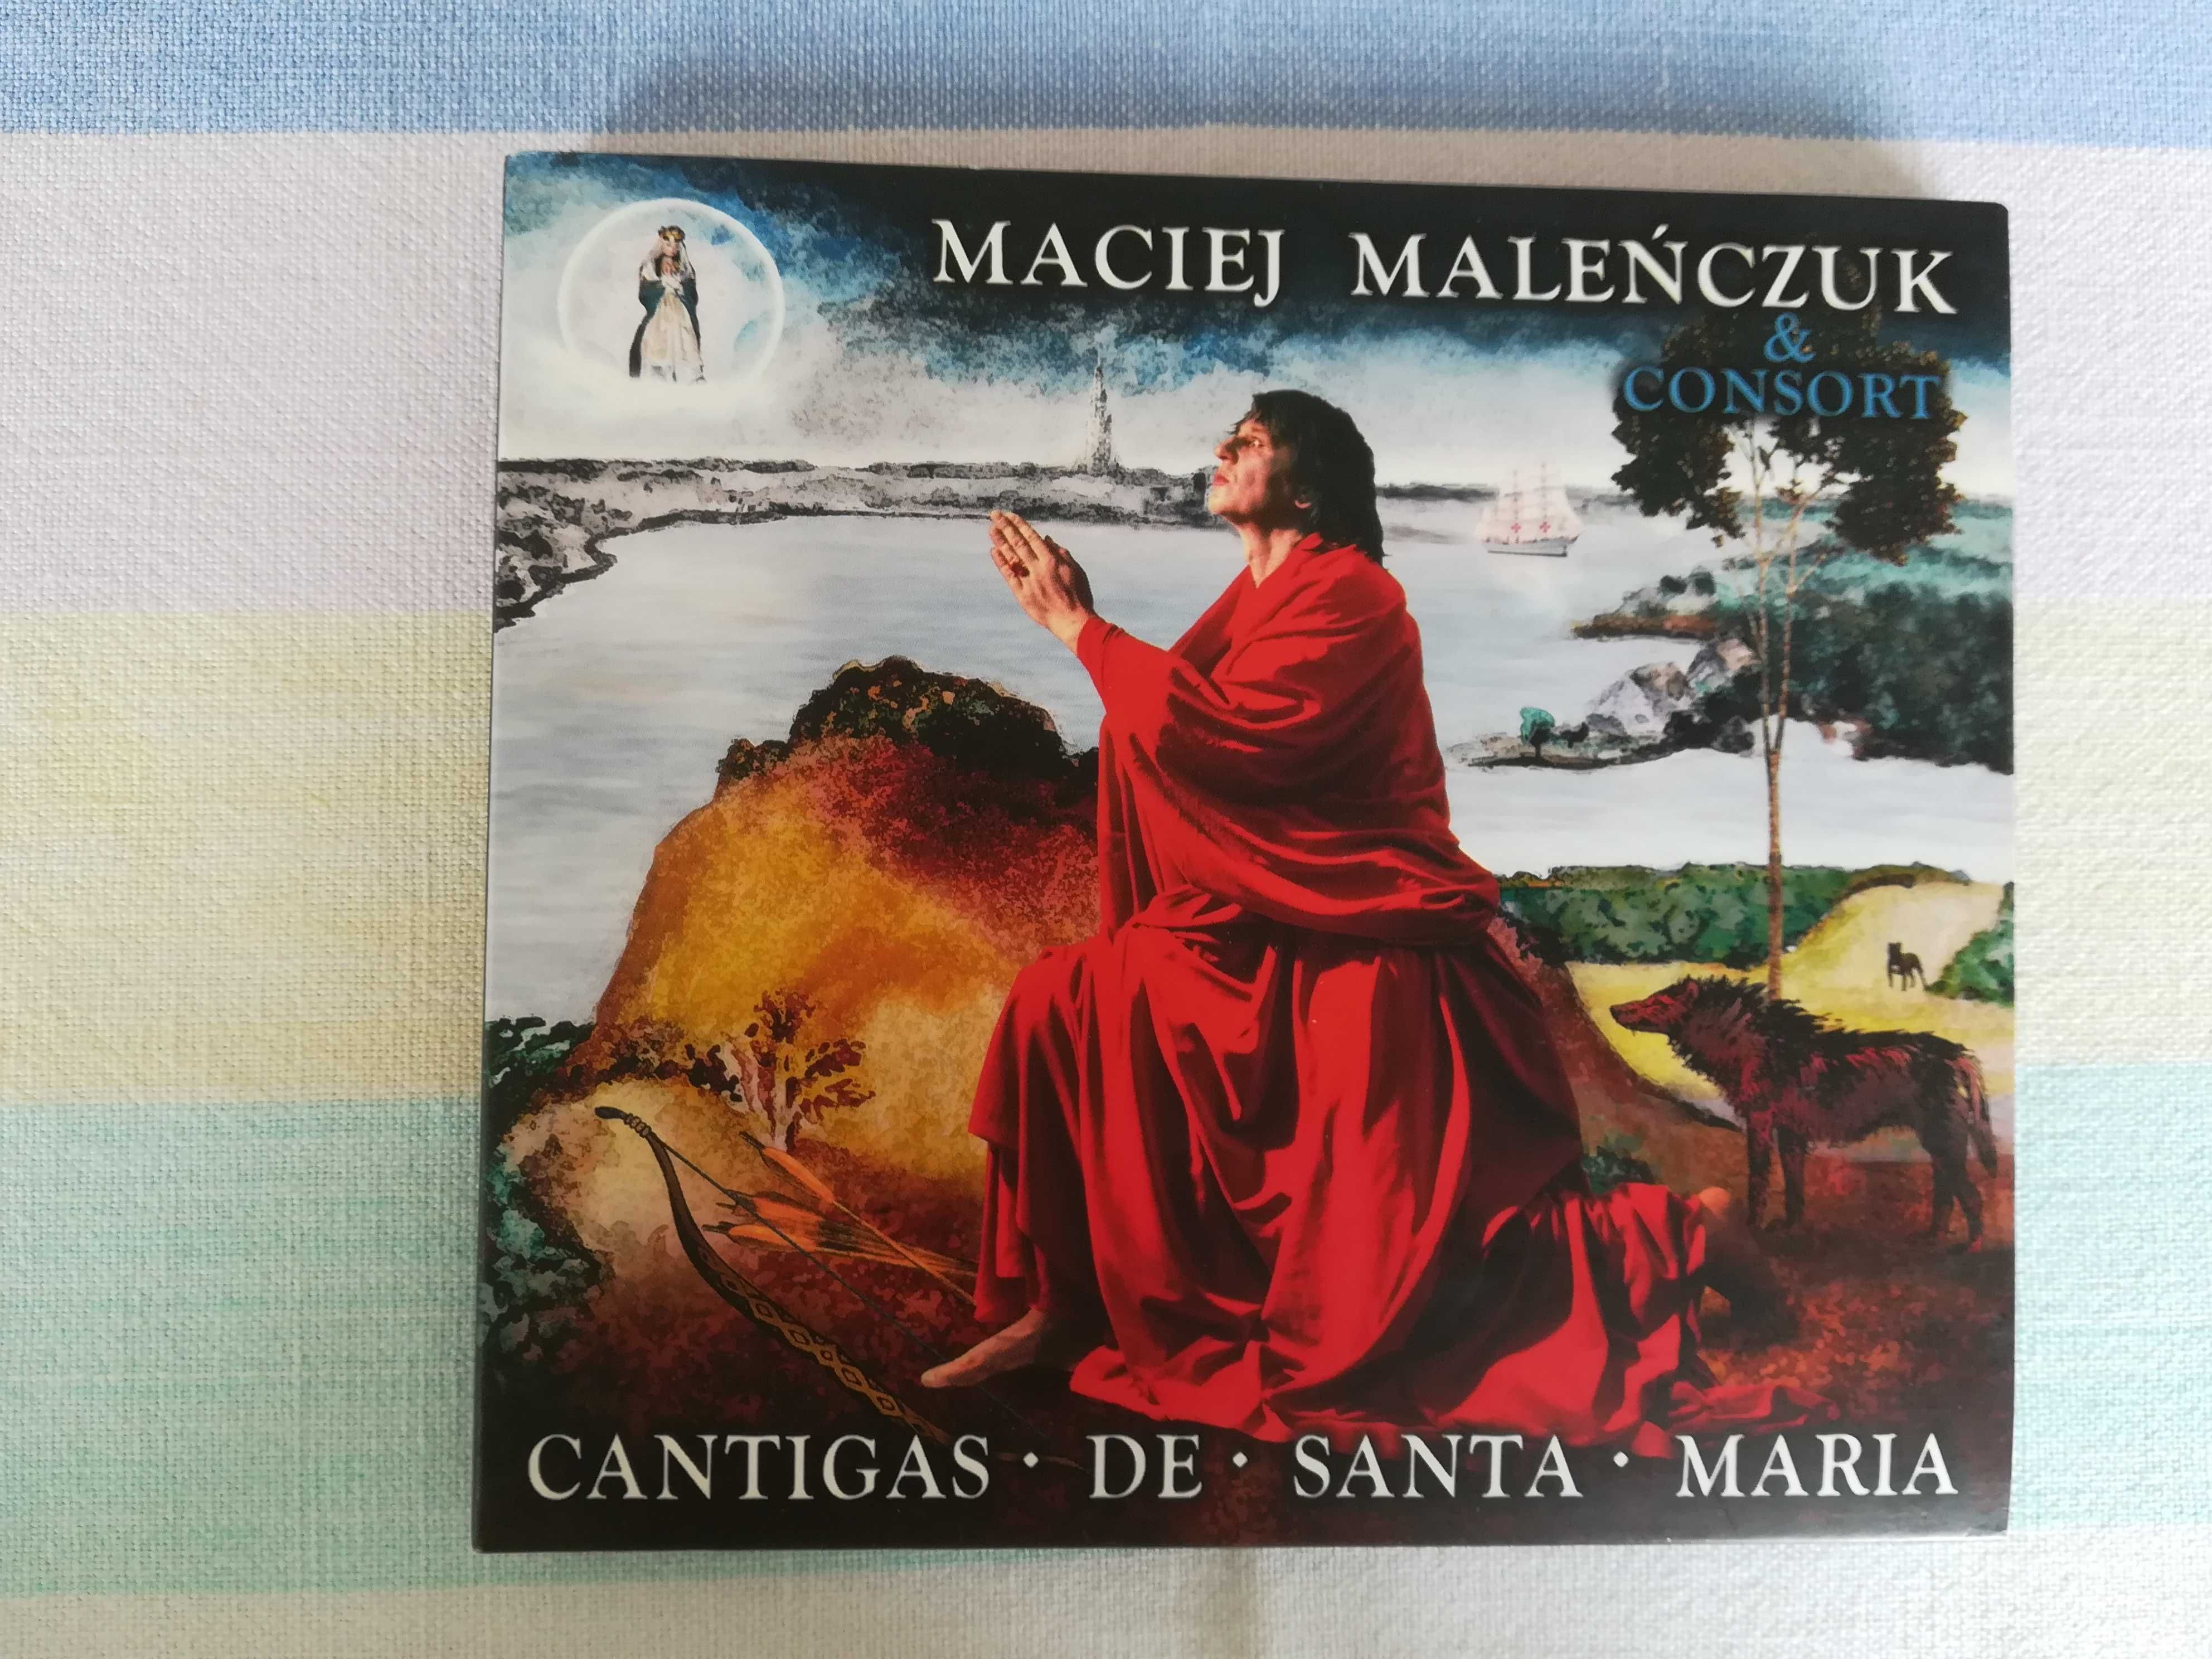 MACIEJ MALEŃCZUK
&
CONSORT
CANTIGAS · DE · SANTA · MARIA